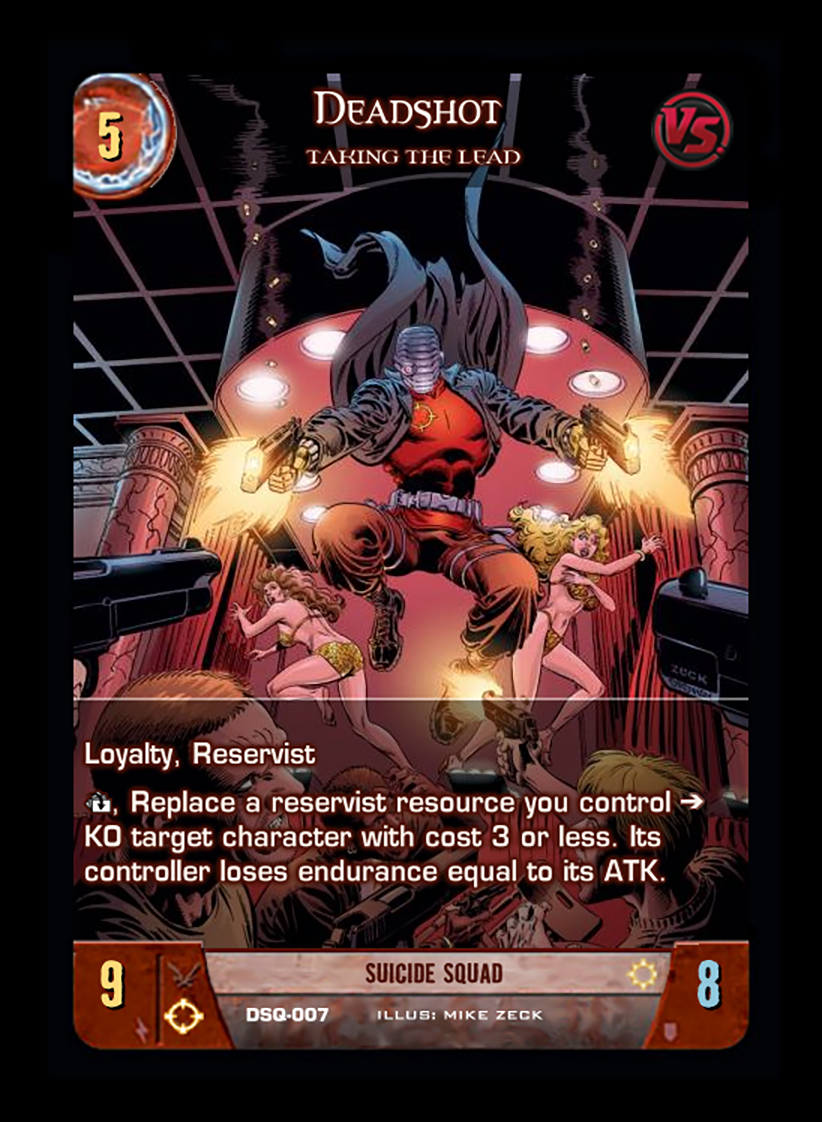 5
DEADSHOT
VS.
TAKING THE LEAD
zeck
Loyalty, Reservist
, Replace a reservist resource you control →
KO target character with cost 3 or less. Its
controller loses endurance equal to its ATK.
9
SUICIDE SQUAD
8
DSQ-007 ILLUS: MIKE ZECK